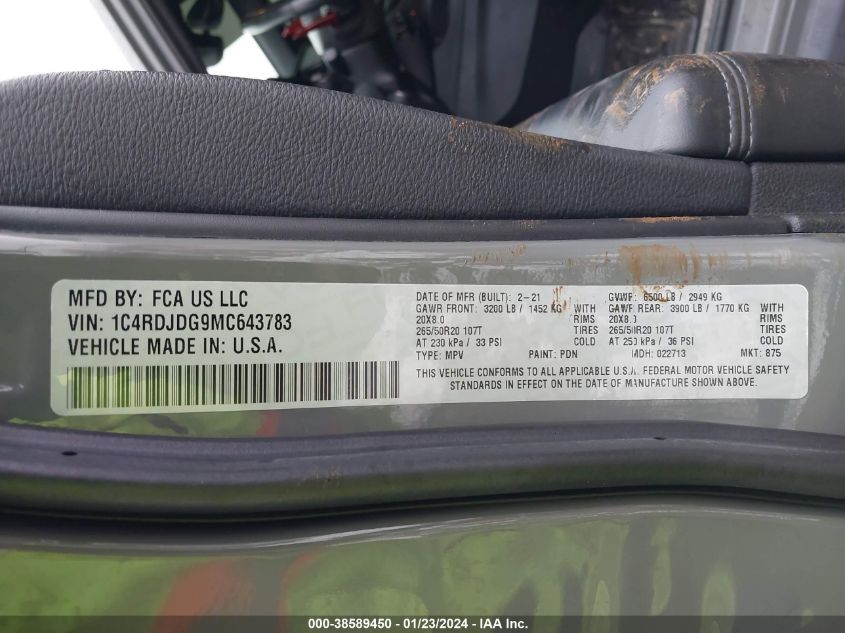 MFD BY: FCA US LLC
VIN: 1C4RDJDG9MC643783
VEHICLE MADE IN: U.S.A.
DATE OF MFR (BUILT): 2-21 GVWR: 6500 LB / 2949 KG
GAWR FRONT: 3200 LB / 1452 KG WITH GAWR REAR: 3900 LB / 1770 KG WITH
20X8.0 RIMS 20X8.0 RIMS
265/50R20 107T 265/50R20 107T
AT 230 kPa / 33 PSI COLD AT 250 kPa / 36 PSI COLD
TYPE: MPV PAINT: PDN MDH: 022713 MKT: 875
THIS VEHICLE CONFORMS TO ALL APPLICABLE U.S.A. FEDERAL MOTOR VEHICLE SAFETY
STANDARDS IN EFFECT ON THE DATE OF MANUFACTURE SHOWN ABOVE.
000-38589450 - 01/23/2024 - IAAI.com